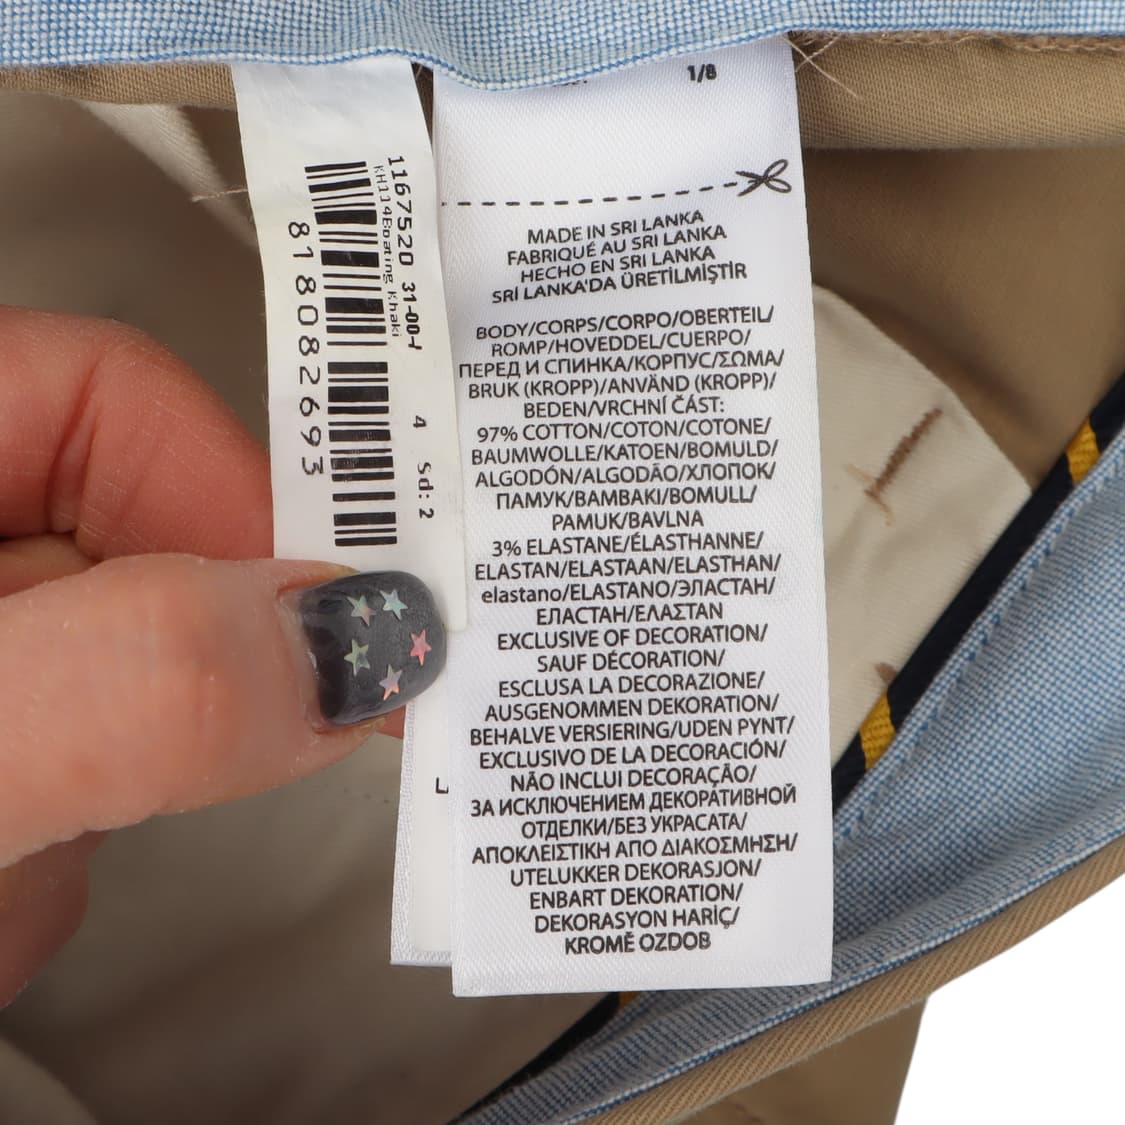 1/8
MADE IN SRI LANKA
FABRIQUÉ AU SRI LANKA
HECHO EN SRI LANKA
SRİ LANKA'DA ÜRETİLMİŞTİR
BODY/CORPS/CORPO/OBERTEIL/
ROMP/HOVEDDEL/CUERPO/
ПЕРЕД И СПИНКА/КОРПУС/ΣΩΜΑ/
BRUK (KROPP)/ANVÄND (KROPP)/
BEDEN/VRCHNÍ ČÁST:
97% COTTON/COTON/COTONE/
BAUMWOLLE/KATOEN/BOMULD/
ALGODÓN/ALGODÃO/ХЛОПОК/
ПАМУК/ΒΑΜΒΑΚΙ/BOMULL/
PAMUK/BAVLNA
3% ELASTANE/ÉLASTHANNE/
ELASTAN/ELASTAAN/ELASTHAN/
elastano/ELASTANO/ЭЛАСТАН/
ЕЛАСТАН/ΕΛΑΣΤΑΝ
EXCLUSIVE OF DECORATION/
SAUF DÉCORATION/
ESCLUSA LA DECORAZIONE/
AUSGENOMMEN DEKORATION/
BEHALVE VERSIERING/UDEN PYNT/
EXCLUSIVO DE LA DECORACIÓN/
NÃO INCLUI DECORAÇÃO/
ЗА ИСКЛЮЧЕНИЕМ ДЕКОРАТИВНОЙ
ОТДЕЛКИ/БЕЗ УКРАСАТА/
ΑΠΟΚΛΕΙΣΤΙΚΗ ΑΠΟ ΔΙΑΚΟΣΜΗΣΗ/
UTELUKKER DEKORASJON/
ENBART DEKORATION/
DEKORASYON HARİÇ/
KROMĚ OZDOB
1167520 31-00-I
KH114Boating Khaki
4 Sd: 2
8180882693